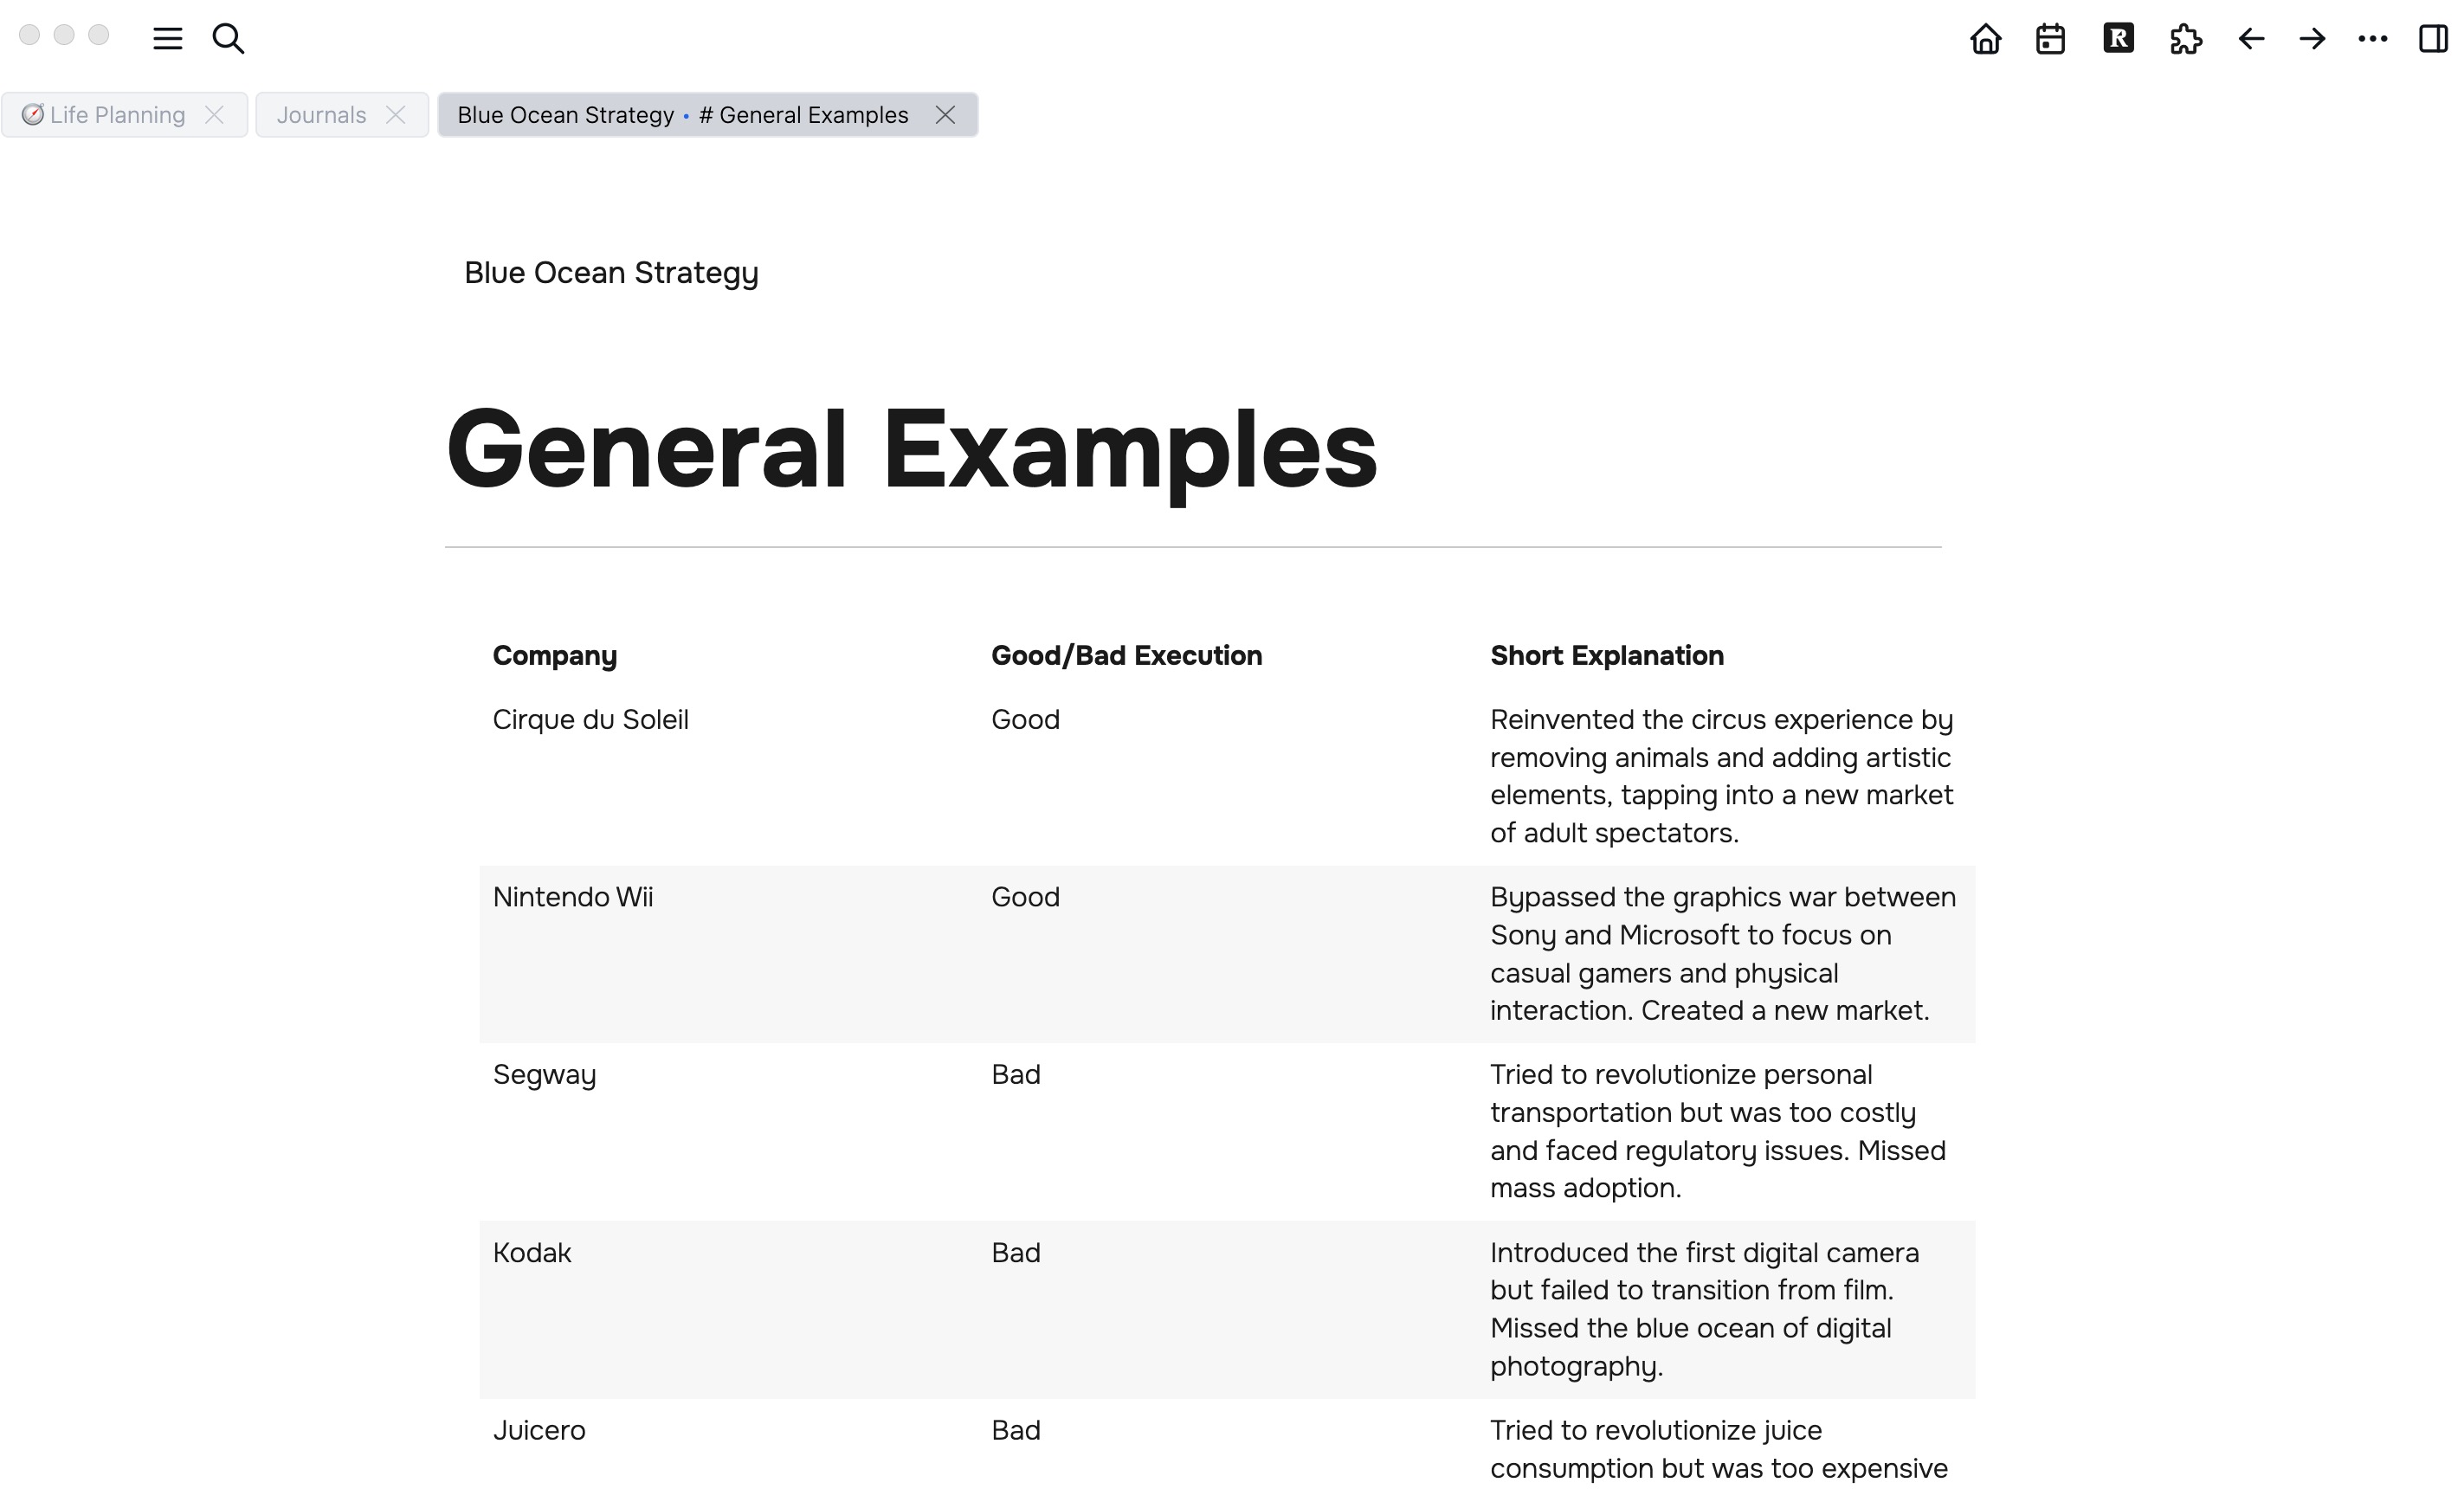 Life Planning
Journals
Blue Ocean Strategy • # General Examples
Blue Ocean Strategy
General Examples
Company Good/Bad Execution Short Explanation
Cirque du Soleil Good Reinvented the circus experience by
removing animals and adding artistic
elements, tapping into a new market
of adult spectators.
Nintendo Wii Good Bypassed the graphics war between
Sony and Microsoft to focus on
casual gamers and physical
interaction. Created a new market.
Segway Bad Tried to revolutionize personal
transportation but was too costly
and faced regulatory issues. Missed
mass adoption.
Kodak Bad Introduced the first digital camera
but failed to transition from film.
Missed the blue ocean of digital
photography.
Juicero Bad Tried to revolutionize juice
consumption but was too expensive